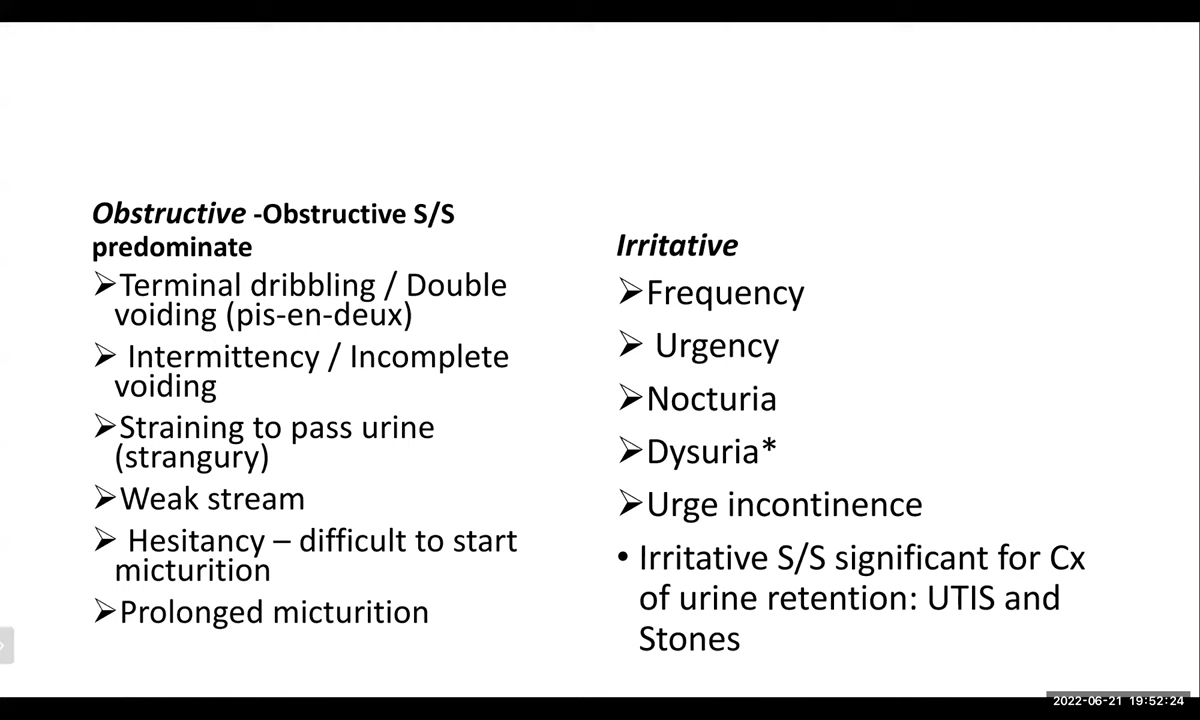 Obstructive -Obstructive S/S
predominate
➢Terminal dribbling / Double
voiding (pis-en-deux)
➢ Intermittency / Incomplete
voiding
➢Straining to pass urine
(strangury)
➢Weak stream
➢ Hesitancy – difficult to start
micturition
➢Prolonged micturition
Irritative
➢Frequency
➢ Urgency
➢Nocturia
➢Dysuria*
➢Urge incontinence
• Irritative S/S significant for Cx
of urine retention: UTIS and
Stones
2022-06-21 19:52:24